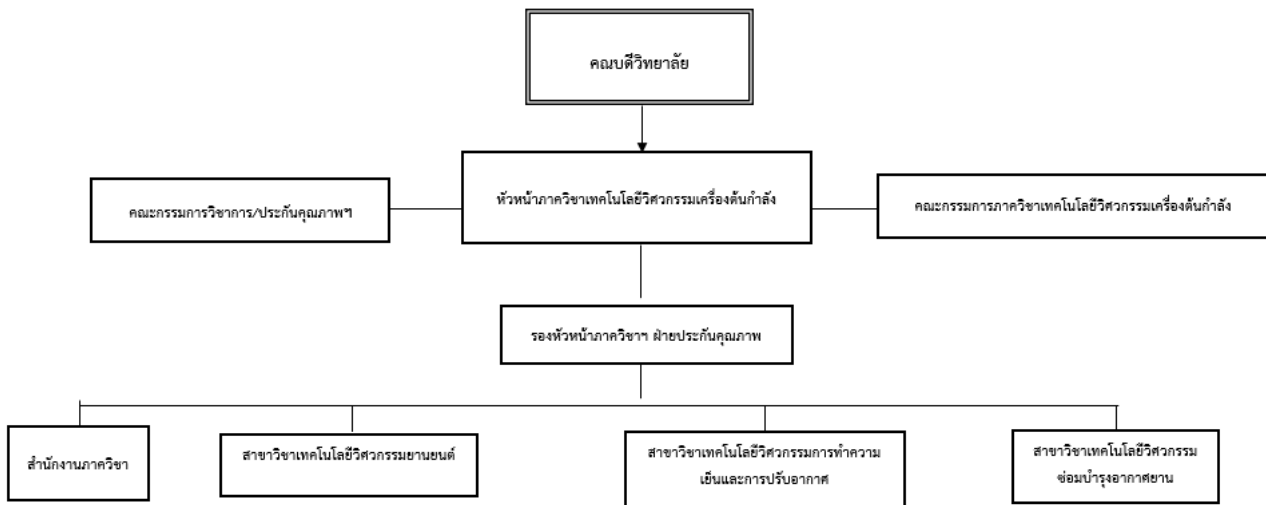 คณบดีวิทยาลัย
คณะกรรมการวิชาการ/ประกันคุณภาพฯ
หัวหน้าภาควิชาเทคโนโลยีวิศวกรรมเครื่องต้นกำลัง
คณะกรรมการภาควิชาเทคโนโลยีวิศวกรรมเครื่องต้นกำลัง
รองหัวหน้าภาควิชาฯ ฝ่ายประกันคุณภาพ
สำนักงานภาควิชา
สาขาวิชาเทคโนโลยีวิศวกรรมยานยนต์
สาขาวิชาเทคโนโลยีวิศวกรรมการทำความ
เย็นและการปรับอากาศ
สาขาวิชาเทคโนโลยีวิศวกรรม
ซ่อมบำรุงอากาศยาน